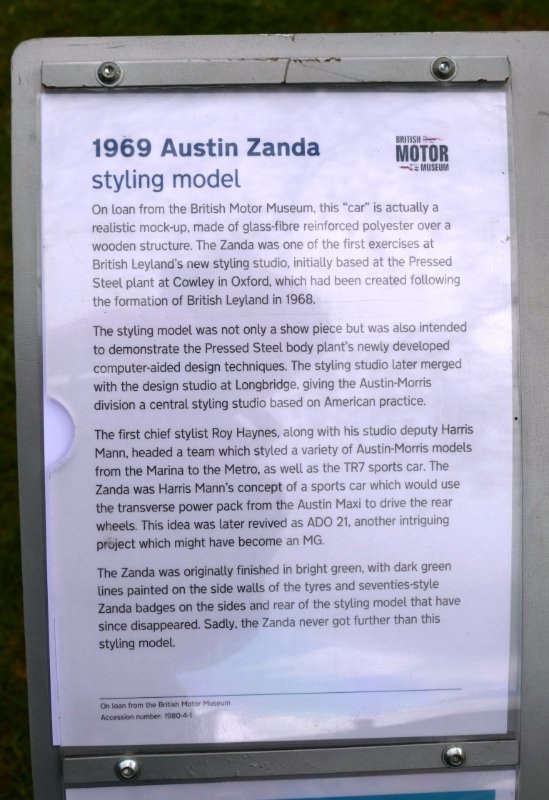 1969 Austin Zanda
styling model
BRITISH
MOTOR
MUSEUM
On loan from the British Motor Museum, this “car” is actually a
realistic mock-up, made of glass-fibre reinforced polyester over a
wooden structure. The Zanda was one of the first exercises at
British Leyland's new styling studio, initially based at the Pressed
Steel plant at Cowley in Oxford, which had been created following
the formation of British Leyland in 1968.
The styling model was not only a show piece but was also intended
to demonstrate the Pressed Steel body plant's newly developed
computer-aided design techniques. The styling studio later merged
with the design studio at Longbridge, giving the Austin-Morris
division a central styling studio based on American practice.
The first chief stylist Roy Haynes, along with his studio deputy Harris
Mann, headed a team which styled a variety of Austin-Morris models
from the Marina to the Metro, as well as the TR7 sports car. The
Zanda was Harris Mann's concept of a sports car which would use
the transverse power pack from the Austin Maxi to drive the rear
wheels. This idea was later revived as ADO 21, another intriguing
project which might have become an MG.
The Zanda was originally finished in bright green, with dark green
lines painted on the side walls of the tyres and seventies-style
Zanda badges on the sides and rear of the styling model that have
since disappeared. Sadly, the Zanda never got further than this
styling model.
On loan from the British Motor Museum
Accession number: 1980-4-1